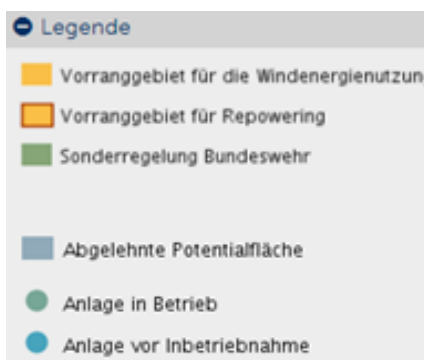 Legende
Vorranggebiet für die Windenergienutzun
Vorranggebiet für Repowering
Sonderregelung Bundeswehr
Abgelehnte Potentialfläche
Anlage in Betrieb
Anlage vor Inbetriebnahme